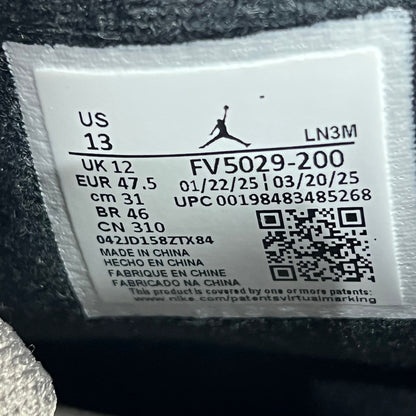 US
13
LN3M
UK 12
FV5029-200
EUR 47.5
01/22/25 | 03/20/25
cm 31
UPC 00198483485268
BR 46
CN 310
042JD158ZTX84
MADE IN CHINA
HECHO EN CHINA
FABRIQUE EN CHINE
FABRICADO NA CHINA
This product is covered by one or more patents. See
www.nike.com/patentsvirtualmarking